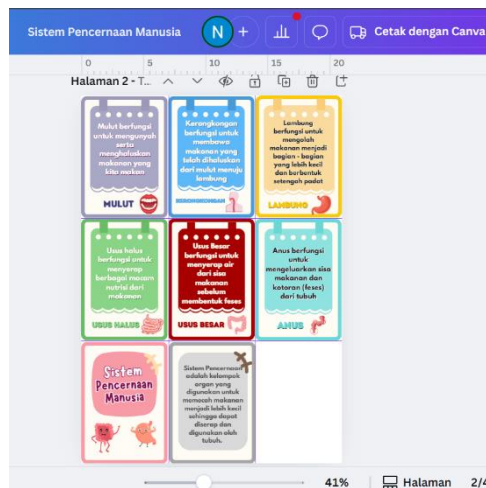 Sistem Pencernaan Manusia
N
+
Cetak dengan Canva
0 5 10 15 20
Halaman 2 - T...
Mulut berfungsi
untuk mengunyah
serta
menghaluskan
makanan yang
kita makan
MULUT
Kerongkongan
berfungsi untuk
membawa
makanan yang
telah dihaluskan
dari mulut menuju
lambung
KERONGKONGAN
Lambung
berfungsi untuk
mengolah
makanan menjadi
bagian - bagian
yang lebih kecil
dan berbentuk
setengah padat
LAMBUNG
Usus halus
berfungsi untuk
menyerap
berbagai macam
nutrisi dari
makanan
USUS HALUS
Usus Besar
berfungsi untuk
menyerap air
dari sisa
makanan
sebelum
membentuk feses
USUS BESAR
Anus berfungsi
untuk
mengeluarkan sisa
makanan dan
kotoran (feses)
dari tubuh
ANUS
Sistem
Pencernaan
Manusia
Sistem Pencernaan
adalah kelompok
organ yang
digunakan untuk
memecah makanan
menjadi lebih kecil
sehingga dapat
diserap dan
digunakan oleh
tubuh.
41%
Halaman
2/4